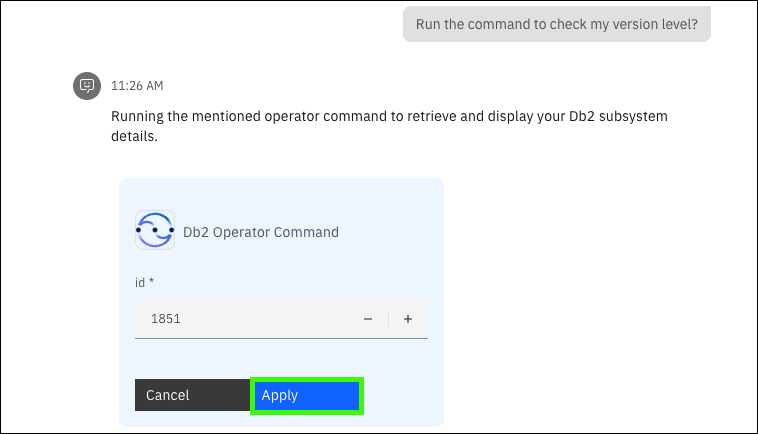 Run the command to check my version level?
11:26 AM
Running the mentioned operator command to retrieve and display your Db2 subsystem
details.
Db2 Operator Command
id *
1851
Cancel
Apply